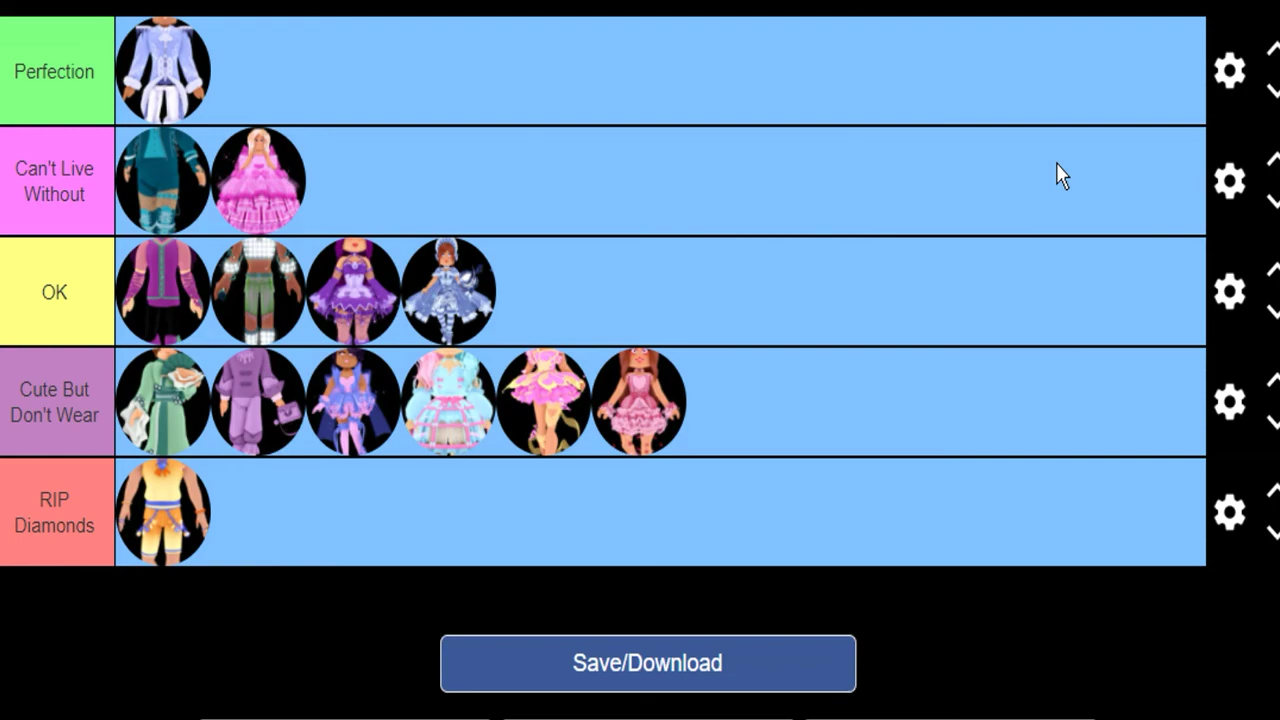 Perfection
Can't Live
Without
OK
Cute But
Don't Wear
RIP
Diamonds
Save/Download